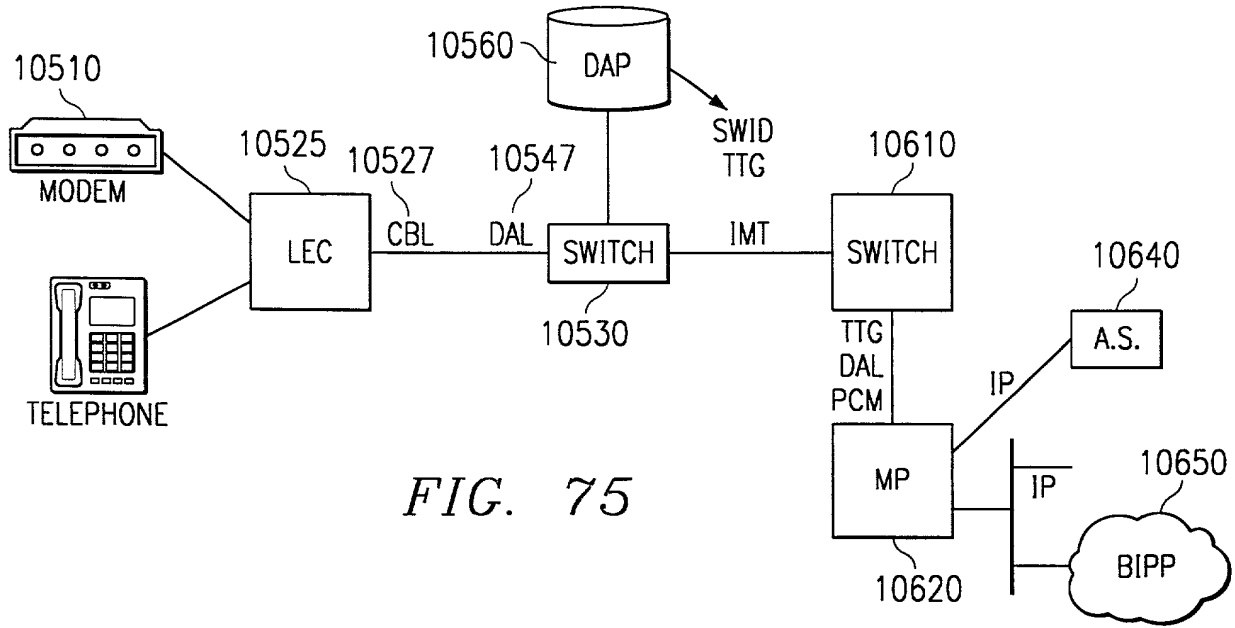 10510
MODEM
TELEPHONE
10525
LEC
10527
CBL
10547
DAL
10560
DAP
SWID
TTG
SWITCH
10530
IMT
10610
SWITCH
TTG
DAL
PCM
10640
A.S.
IP
MP
10620
IP
10650
BIPP
FIG. 75